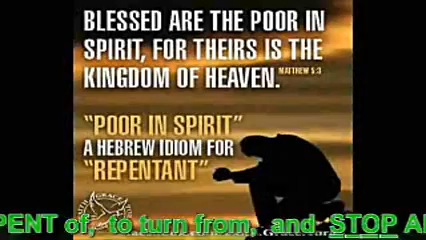 BLESSED ARE THE POOR IN
SPIRIT, FOR THEIRS IS THE
KINGDOM OF HEAVEN.
MATTHEW 5:3
"POOR IN SPIRIT"
A HEBREW IDIOM FOR
"REPENTANT"
PENT of, to turn from, and STOP A